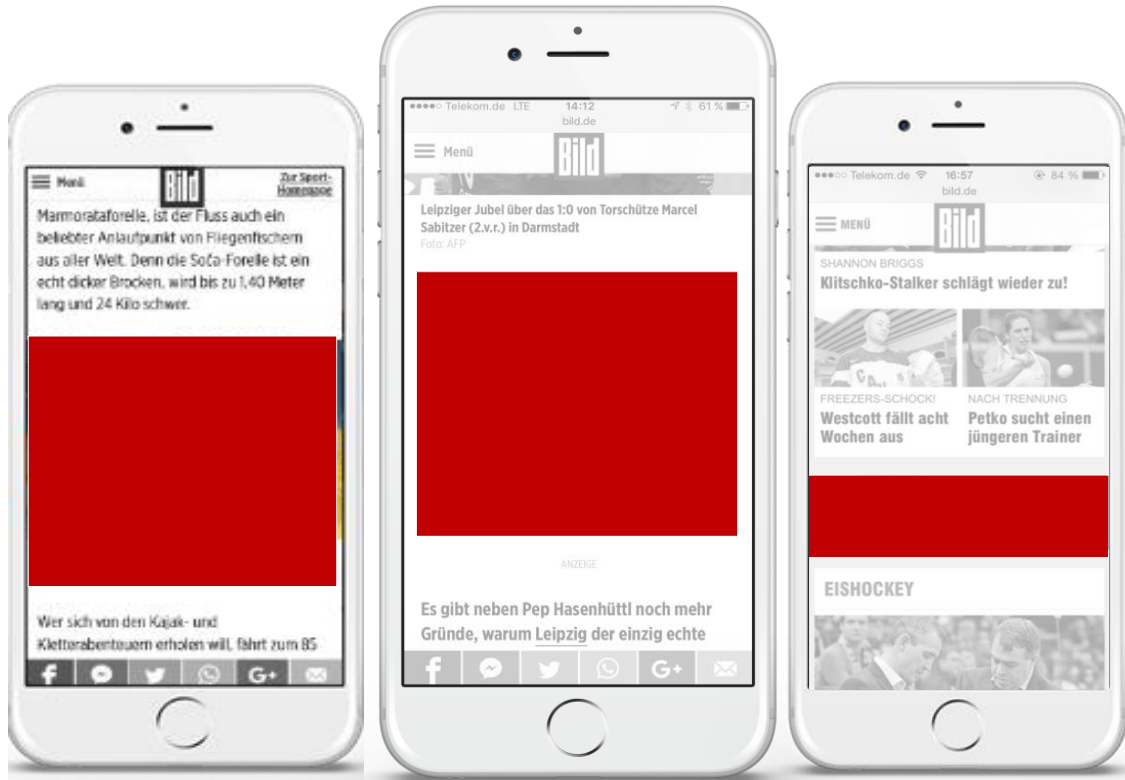 Menü
Bild
Zur Sport-
Homepage
Marmorataforelle, ist der Fluss auch ein
beliebter Anlaufpunkt von Fliegenfischern
aus aller Welt. Denn die Soča-Forelle ist ein
echt dicker Brocken, wird bis zu 1,40 Meter
lang und 24 Kilo schwer.
Wer sich von den Kajak- und
Kletterabenteuern erholen will, fährt zum 85
f
G+
Telekom.de LTE 14:12 61 %
bild.de
Menü
Bild
Leipziger Jubel über das 1:0 von Torschütze Marcel
Sabitzer (2.v.r.) in Darmstadt
Foto: AFP
ANZEIGE
Es gibt neben Pep Hasenhüttl noch mehr
Gründe, warum Leipzig der einzig echte
f
G+
Telekom.de 16:57 84 %
bild.de
MENÜ
Bild
SHANNON BRIGGS
Klitschko-Stalker schlägt wieder zu!
FREEZERS-SCHOCK!
Westcott fällt acht
Wochen aus
NACH TRENNUNG
Petko sucht einen
jüngeren Trainer
EISHOCKEY